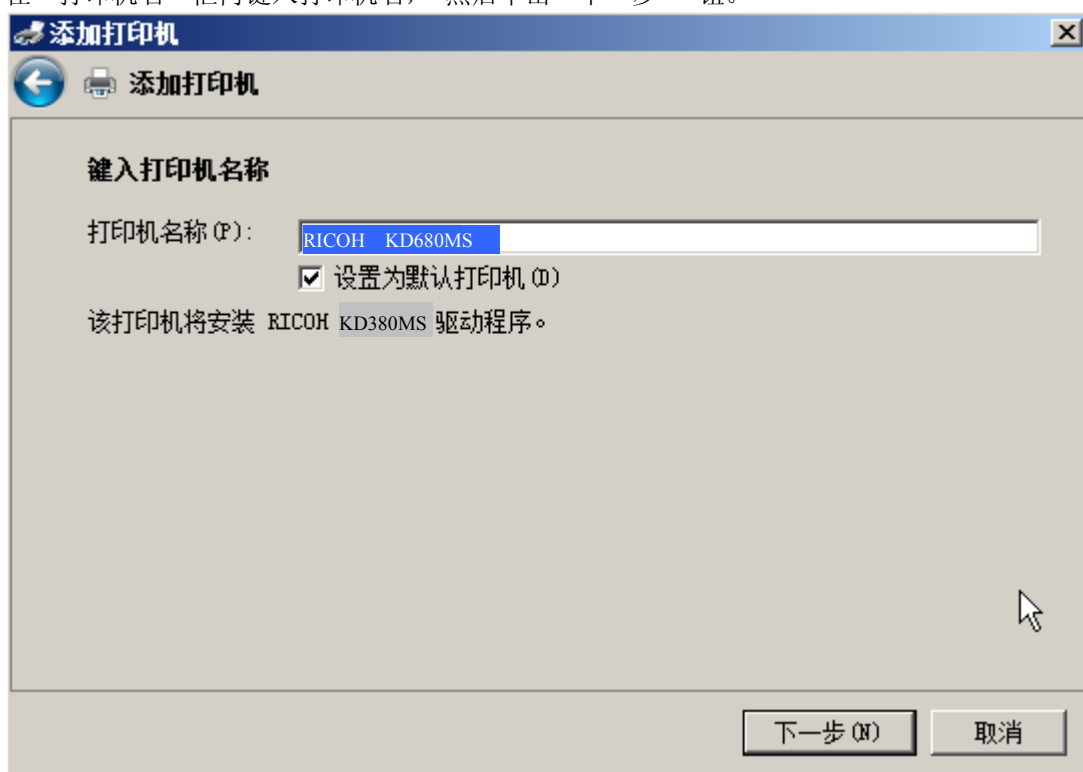 添加打印机
添加打印机
键入打印机名称
打印机名称(P):
RICOH KD680MS
设置为默认打印机(D)
该打印机将安装 RICOH KD380MS 驱动程序。
下一步(N)
取消